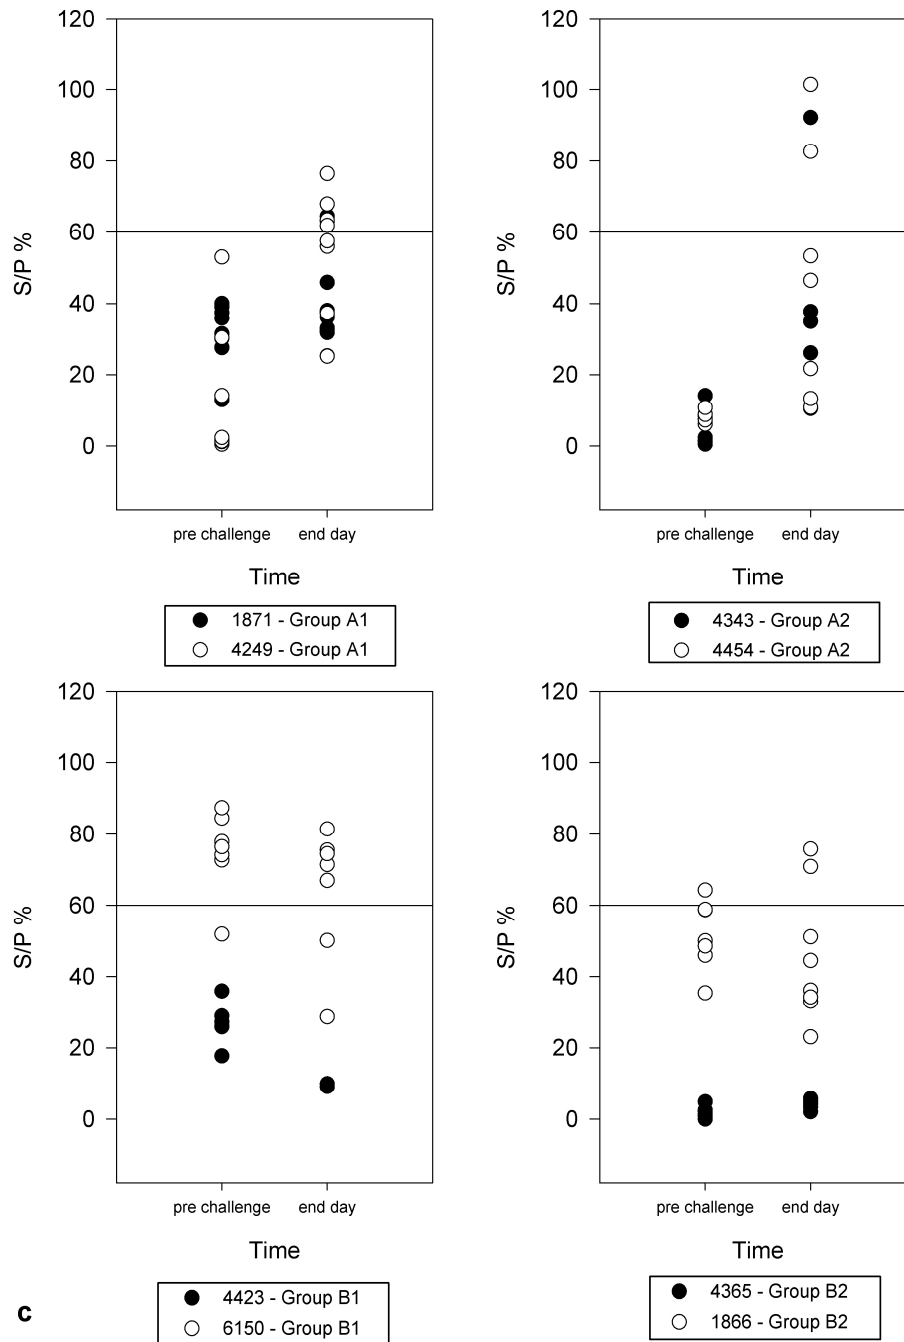 120
100
80
60
40
20
0
S/P %
pre challenge end day
Time
1871 - Group A1
4249 - Group A1
120
100
80
60
40
20
0
S/P %
pre challenge end day
Time
4343 - Group A2
4454 - Group A2
120
100
80
60
40
20
0
S/P %
pre challenge end day
Time
4423 - Group B1
6150 - Group B1
120
100
80
60
40
20
0
S/P %
pre challenge end day
Time
4365 - Group B2
1866 - Group B2
c